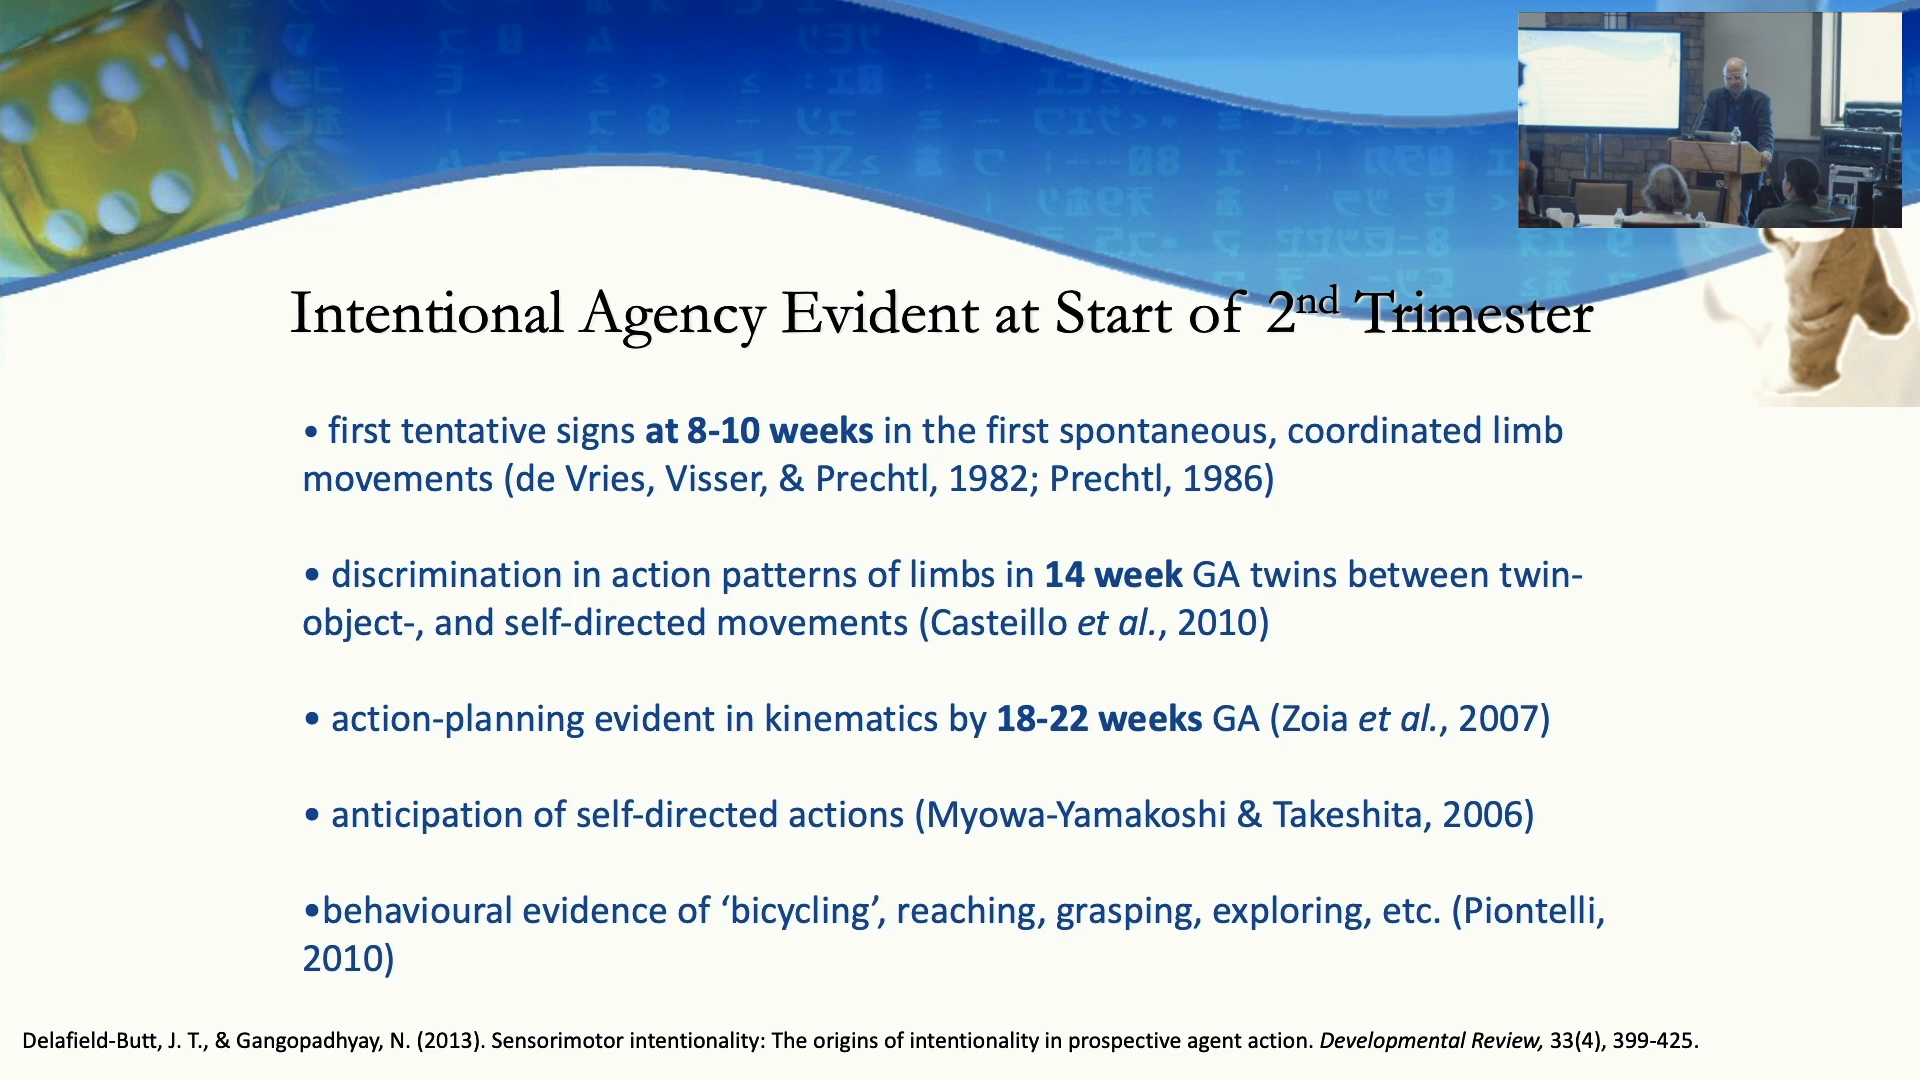 Intentional Agency Evident at Start of 2nd Trimester
• first tentative signs at 8-10 weeks in the first spontaneous, coordinated limb
movements (de Vries, Visser, & Prechtl, 1982; Prechtl, 1986)
• discrimination in action patterns of limbs in 14 week GA twins between twin-
object-, and self-directed movements (Casteillo et al., 2010)
• action-planning evident in kinematics by 18-22 weeks GA (Zoia et al., 2007)
• anticipation of self-directed actions (Myowa-Yamakoshi & Takeshita, 2006)
•behavioural evidence of ‘bicycling’, reaching, grasping, exploring, etc. (Piontelli,
2010)
Delafield-Butt, J. T., & Gangopadhyay, N. (2013). Sensorimotor intentionality: The origins of intentionality in prospective agent action. Developmental Review, 33(4), 399-425.